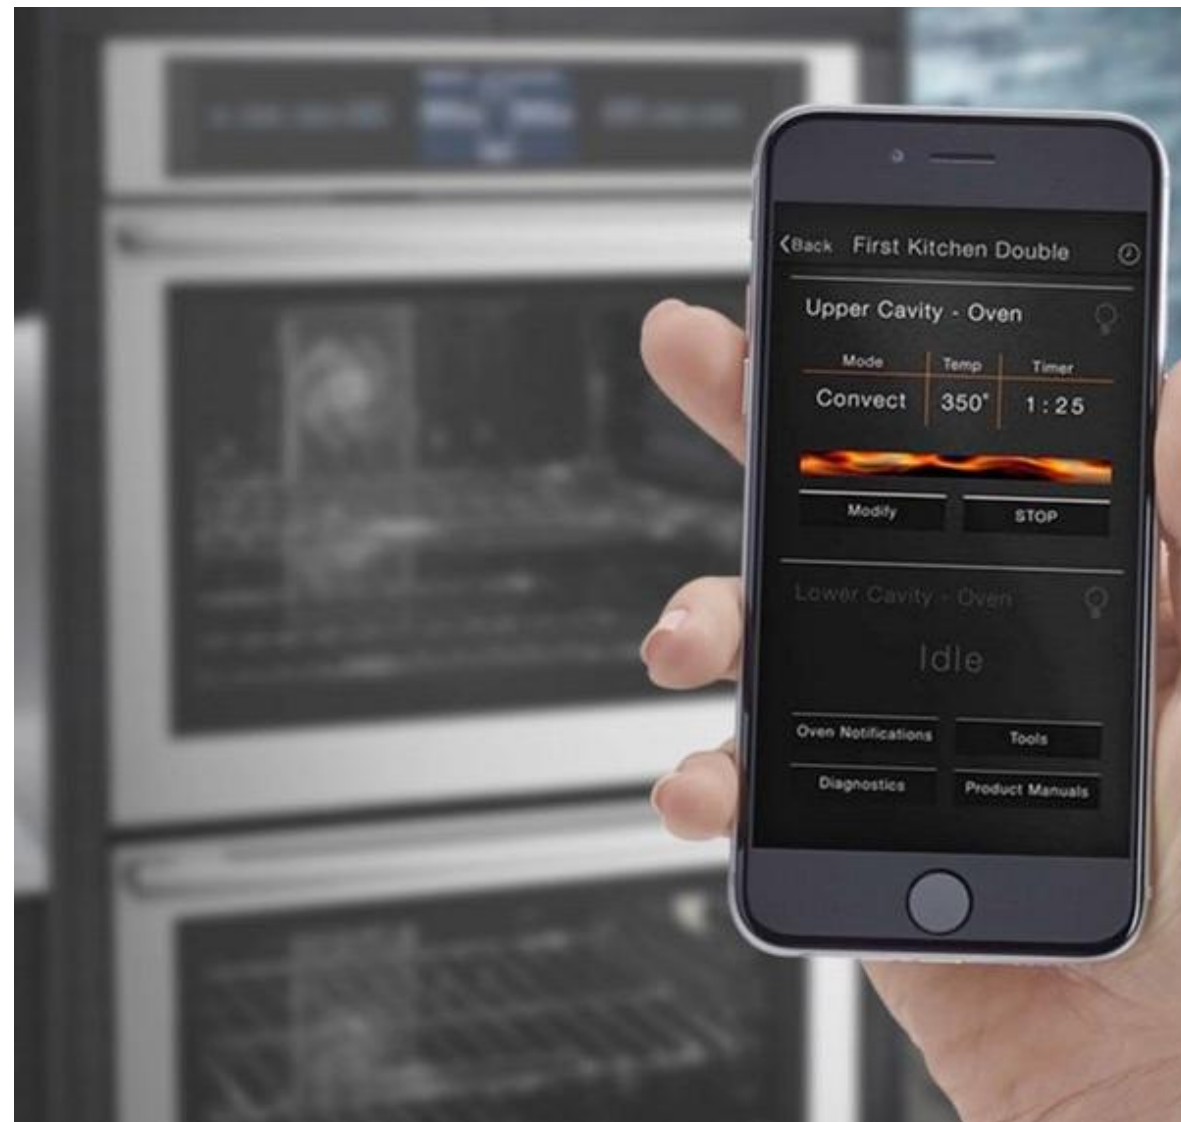 Back First Kitchen Double
Upper Cavity - Oven
Mode Temp Timer
Convect 350° 1:25
Modify STOP
Lower Cavity - Oven
Idle
Oven Notifications Tools
Diagnostics Product Manuals